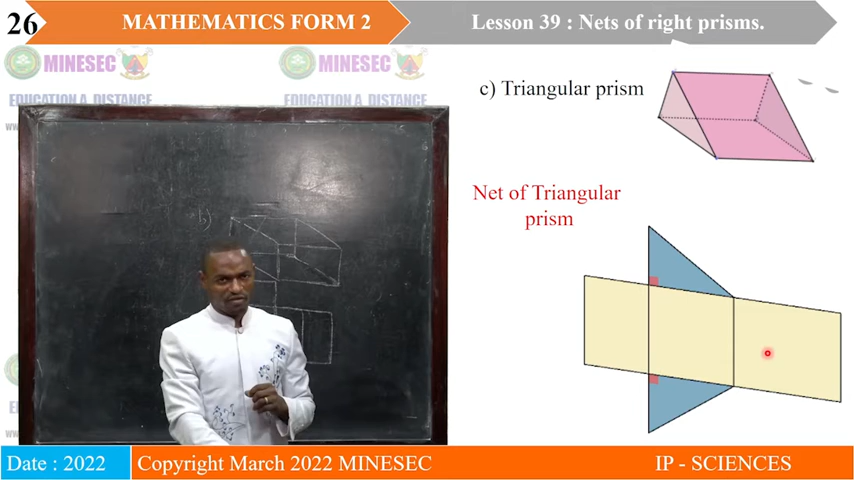 26
MATHEMATICS FORM 2
Lesson 39 : Nets of right prisms.
MINESEC
MINESEC
EDUCATION A DISTANCE
EDUCATION A DISTANCE
c) Triangular prism
b)
Net of Triangular
prism
Date : 2022
Copyright March 2022 MINESEC
IP - SCIENCES